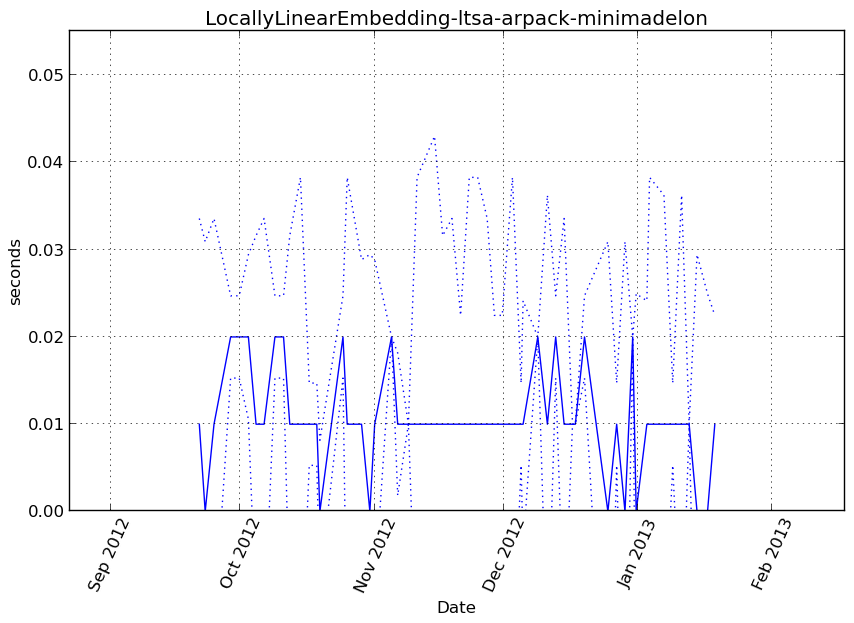 LocallyLinearEmbedding-ltsa-arpack-minimadelon
0.05
0.04
0.03
0.02
0.01
0.00
seconds
Sep 2012
Oct 2012
Nov 2012
Dec 2012
Jan 2013
Feb 2013
Date